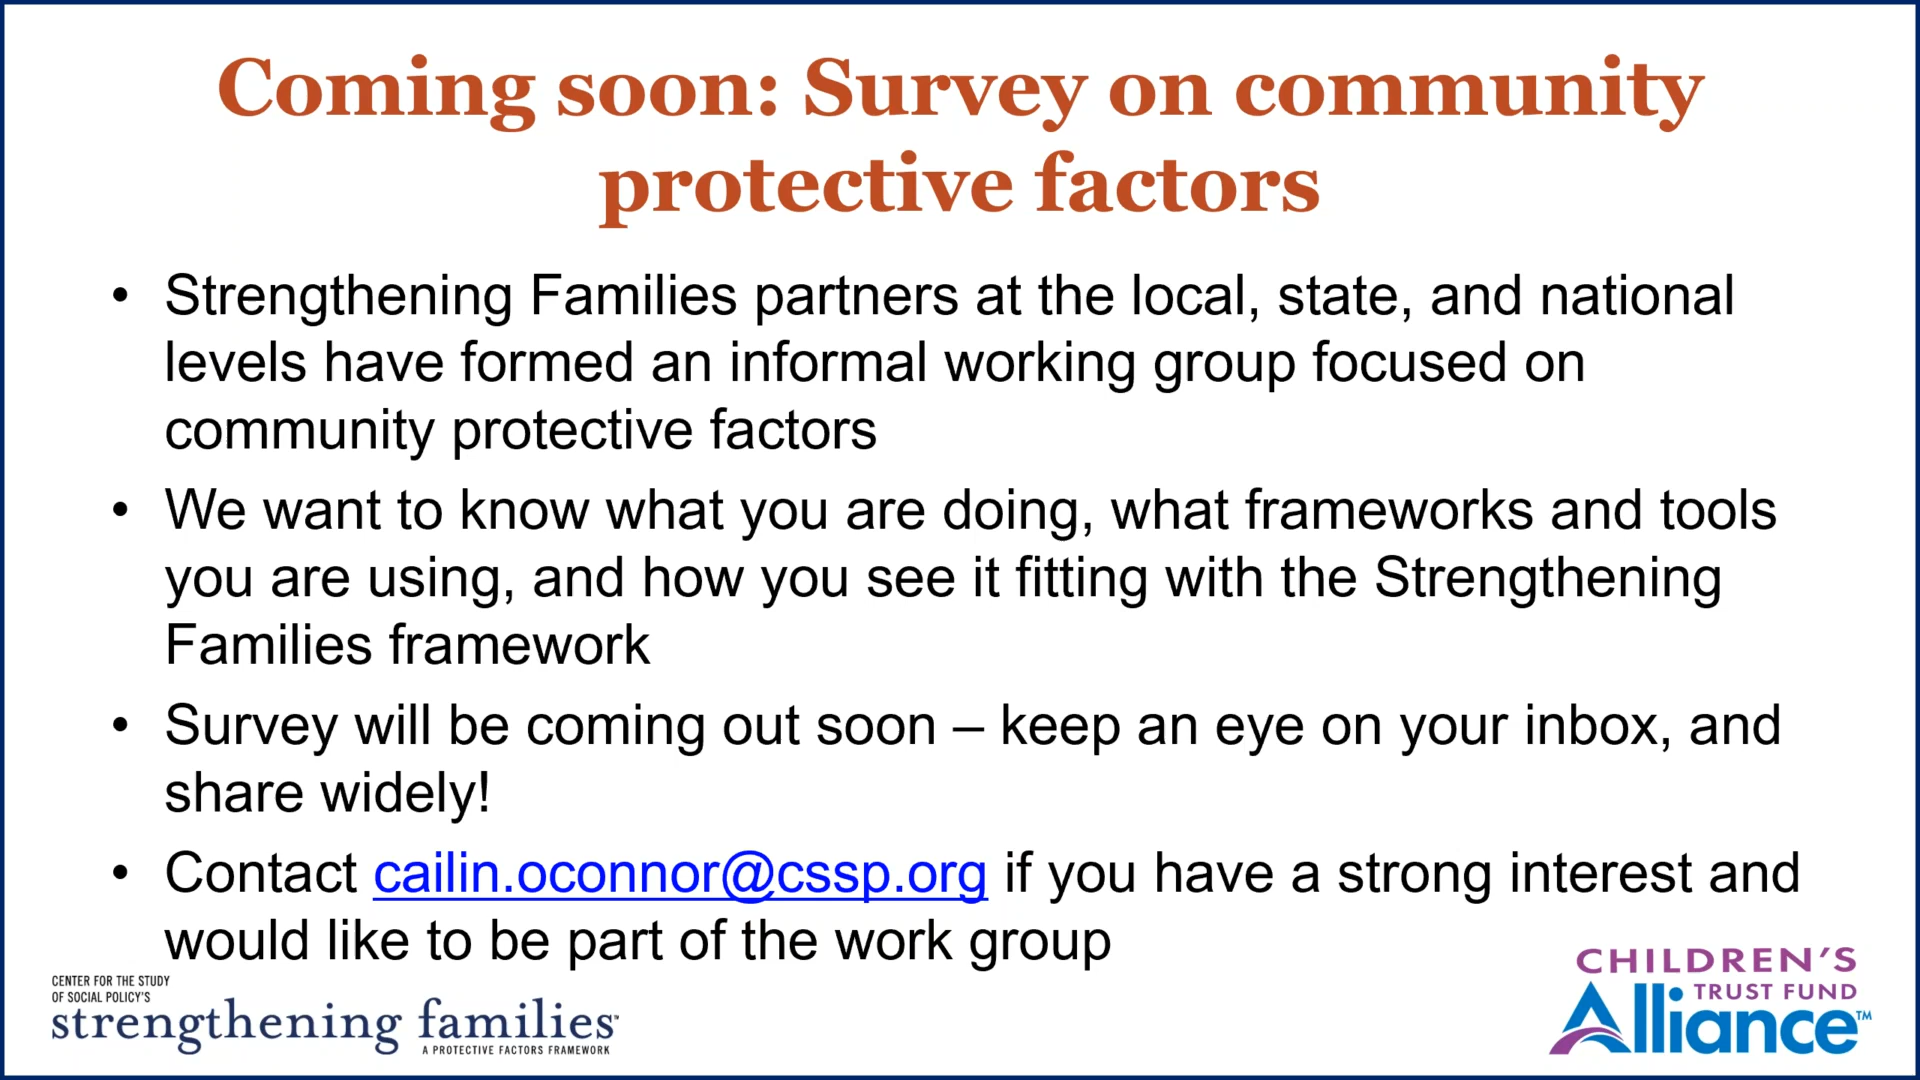 Coming soon: Survey on community
protective factors
• Strengthening Families partners at the local, state, and national
levels have formed an informal working group focused on
community protective factors
• We want to know what you are doing, what frameworks and tools
you are using, and how you see it fitting with the Strengthening
Families framework
• Survey will be coming out soon – keep an eye on your inbox, and
share widely!
• Contact cailin.oconnor@cssp.org if you have a strong interest and
would like to be part of the work group
CENTER FOR THE STUDY
OF SOCIAL POLICY'S
strengthening families™
A PROTECTIVE FACTORS FRAMEWORK
CHILDREN'S
TRUST FUND
Alliance™